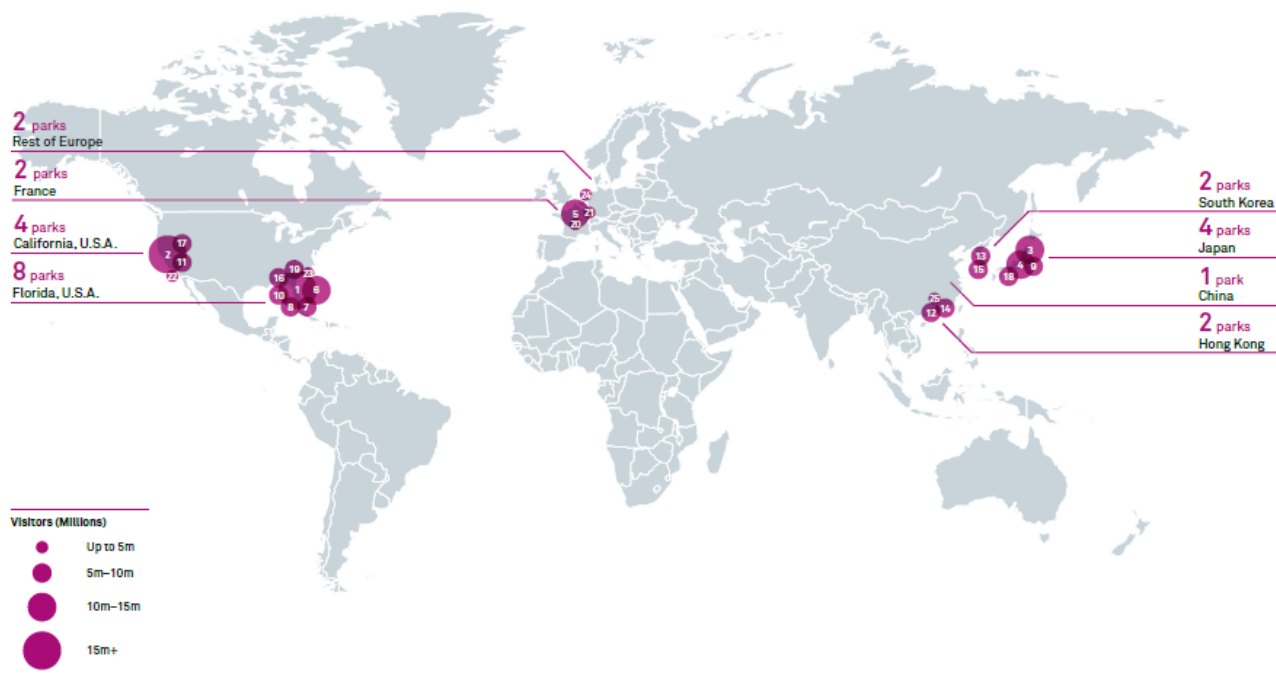 2 parks
Rest of Europe
2 parks
France
4 parks
California, U.S.A.
8 parks
Florida, U.S.A.
2 parks
South Korea
4 parks
Japan
1 park
China
2 parks
Hong Kong
17
2
11
22
19
23
16
1
6
10
8
7
24
5
21
20
13
15
3
4
9
18
25
14
12
Visitors (Millions)
Up to 5m
5m–10m
10m–15m
15m+